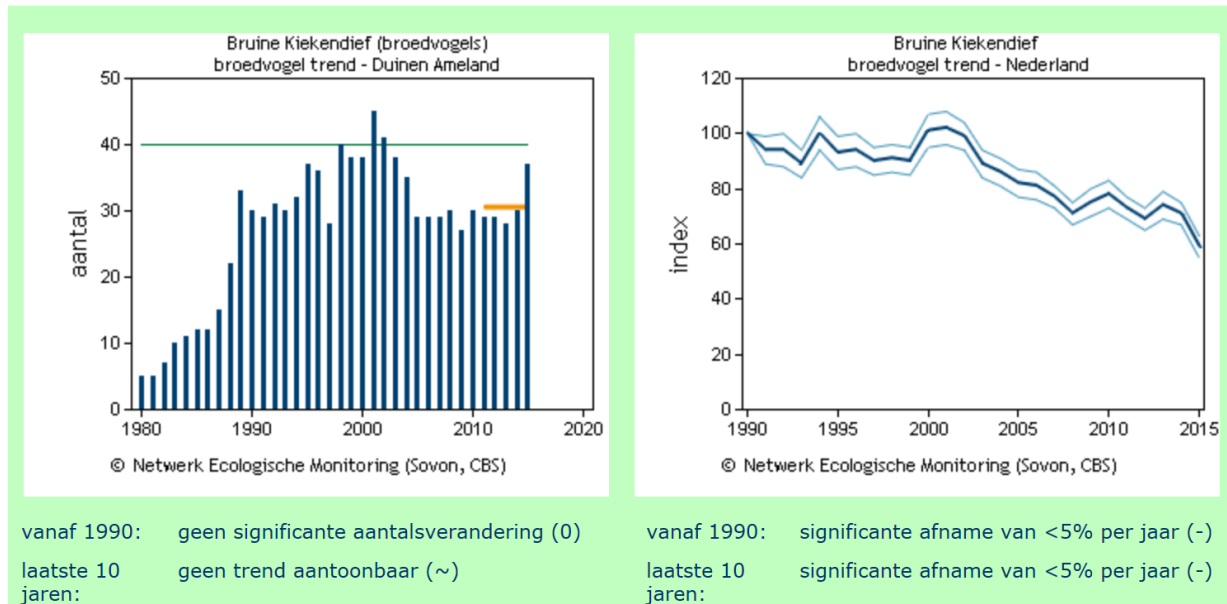 Bruine Kiekendief (broedvogels)
broedvogel trend - Duinen Ameland
50
40
30
20
10
0
aantal
1980
1990
2000
2010
2020
© Netwerk Ecologische Monitoring (Sovon, CBS)
vanaf 1990: geen significante aantalsverandering (0)
laatste 10 geen trend aantoonbaar (~)
jaren:
Bruine Kiekendief
broedvogel trend - Nederland
120
100
80
60
40
20
0
index
1990
1995
2000
2005
2010
2015
© Netwerk Ecologische Monitoring (Sovon, CBS)
vanaf 1990: significante afname van <5% per jaar (-)
laatste 10 significante afname van <5% per jaar (-)
jaren: